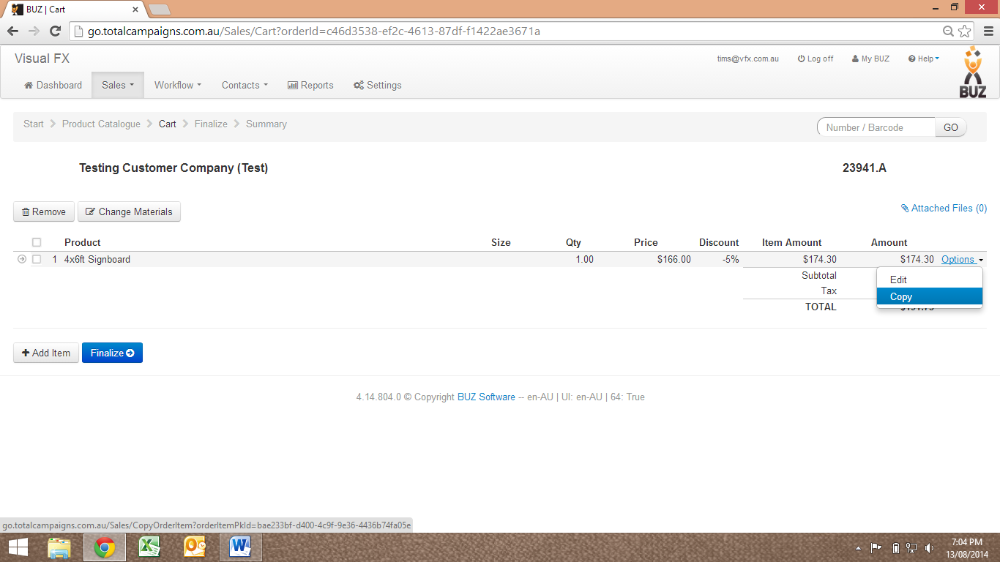 BUZ | Cart
go.totalcampaigns.com.au/Sales/Cart?orderId=c46d3538-ef2c-4613-87df-f1422ae3671a
Visual FX
tims@vfx.com.au Log off My BUZ Help
BUZ
Dashboard Sales Workflow Contacts Reports Settings
Start Product Catalogue Cart Finalize Summary
Number / Barcode GO
Testing Customer Company (Test) 23941.A
Remove Change Materials Attached Files (0)
Product Size Qty Price Discount Item Amount Amount
1 4x6ft Signboard 1.00 $166.00 -5% $174.30 $174.30 Options
Subtotal
Edit
Tax
Copy
TOTAL
Add Item Finalize
4.14.804.0 © Copyright BUZ Software -- en-AU | UI: en-AU | 64: True
go.totalcampaigns.com.au/Sales/CopyOrderItem?orderItemPkId=bae233bf-d400-4c9f-9e36-4436b74fa05e
7:04 PM
13/08/2014